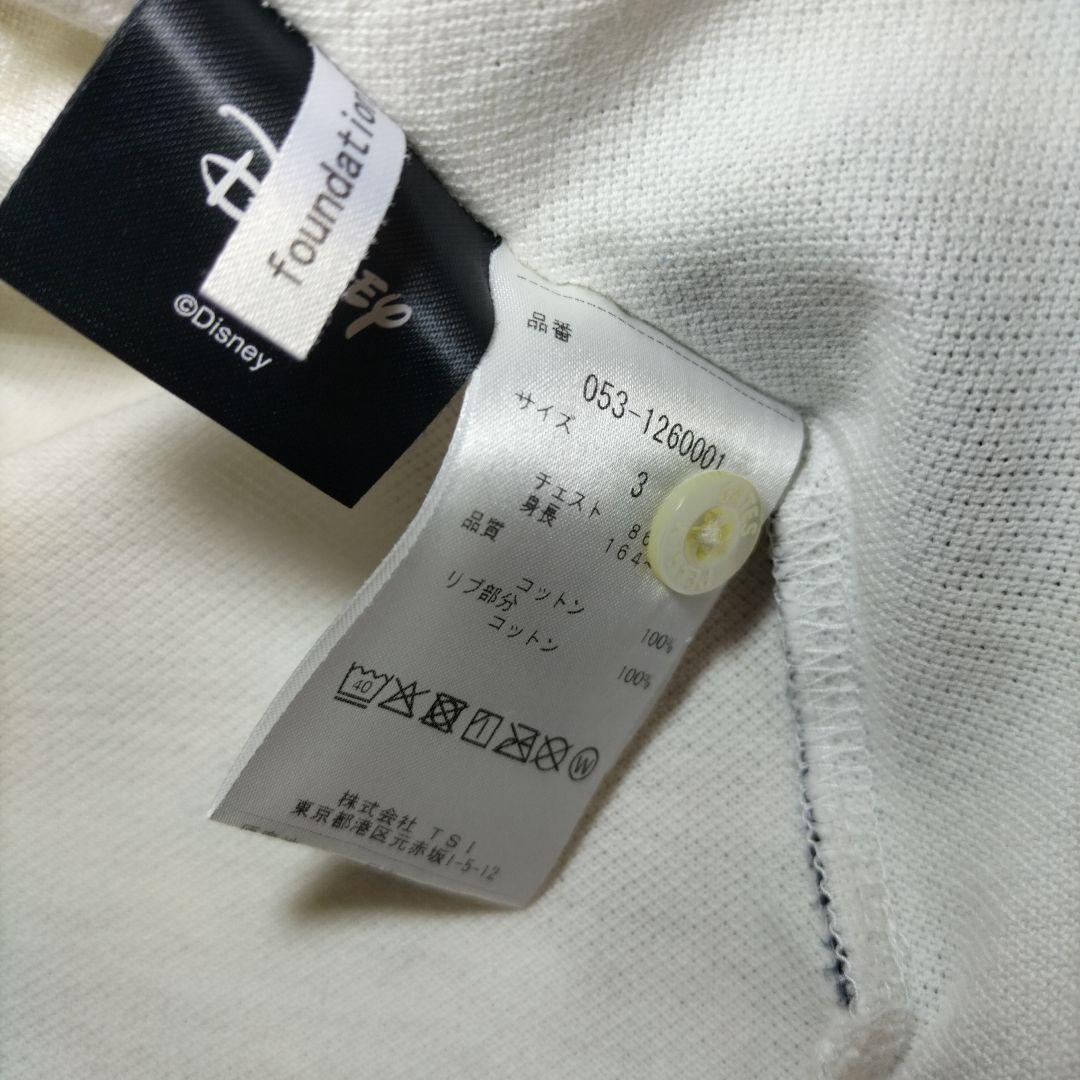 foundation
©Disney
品番
053-1260001
サイズ
3
チェスト 86
身長 164~
品質
コットン 100%
リブ部分
コットン 100%
40
W
株式会社 TSI
東京都港区元赤坂1-5-12